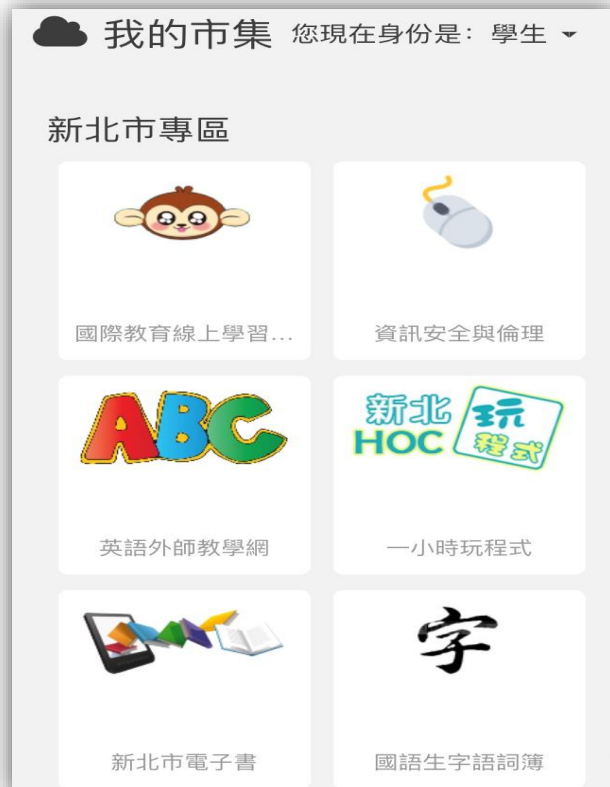 我的市集 您現在身份是：學生
新北市專區
國際教育線上學習...
資訊安全與倫理
ABC
新北 玩
HOC 程式
英語外師教學網
一小時玩程式
字
新北市電子書
國語生字語詞簿